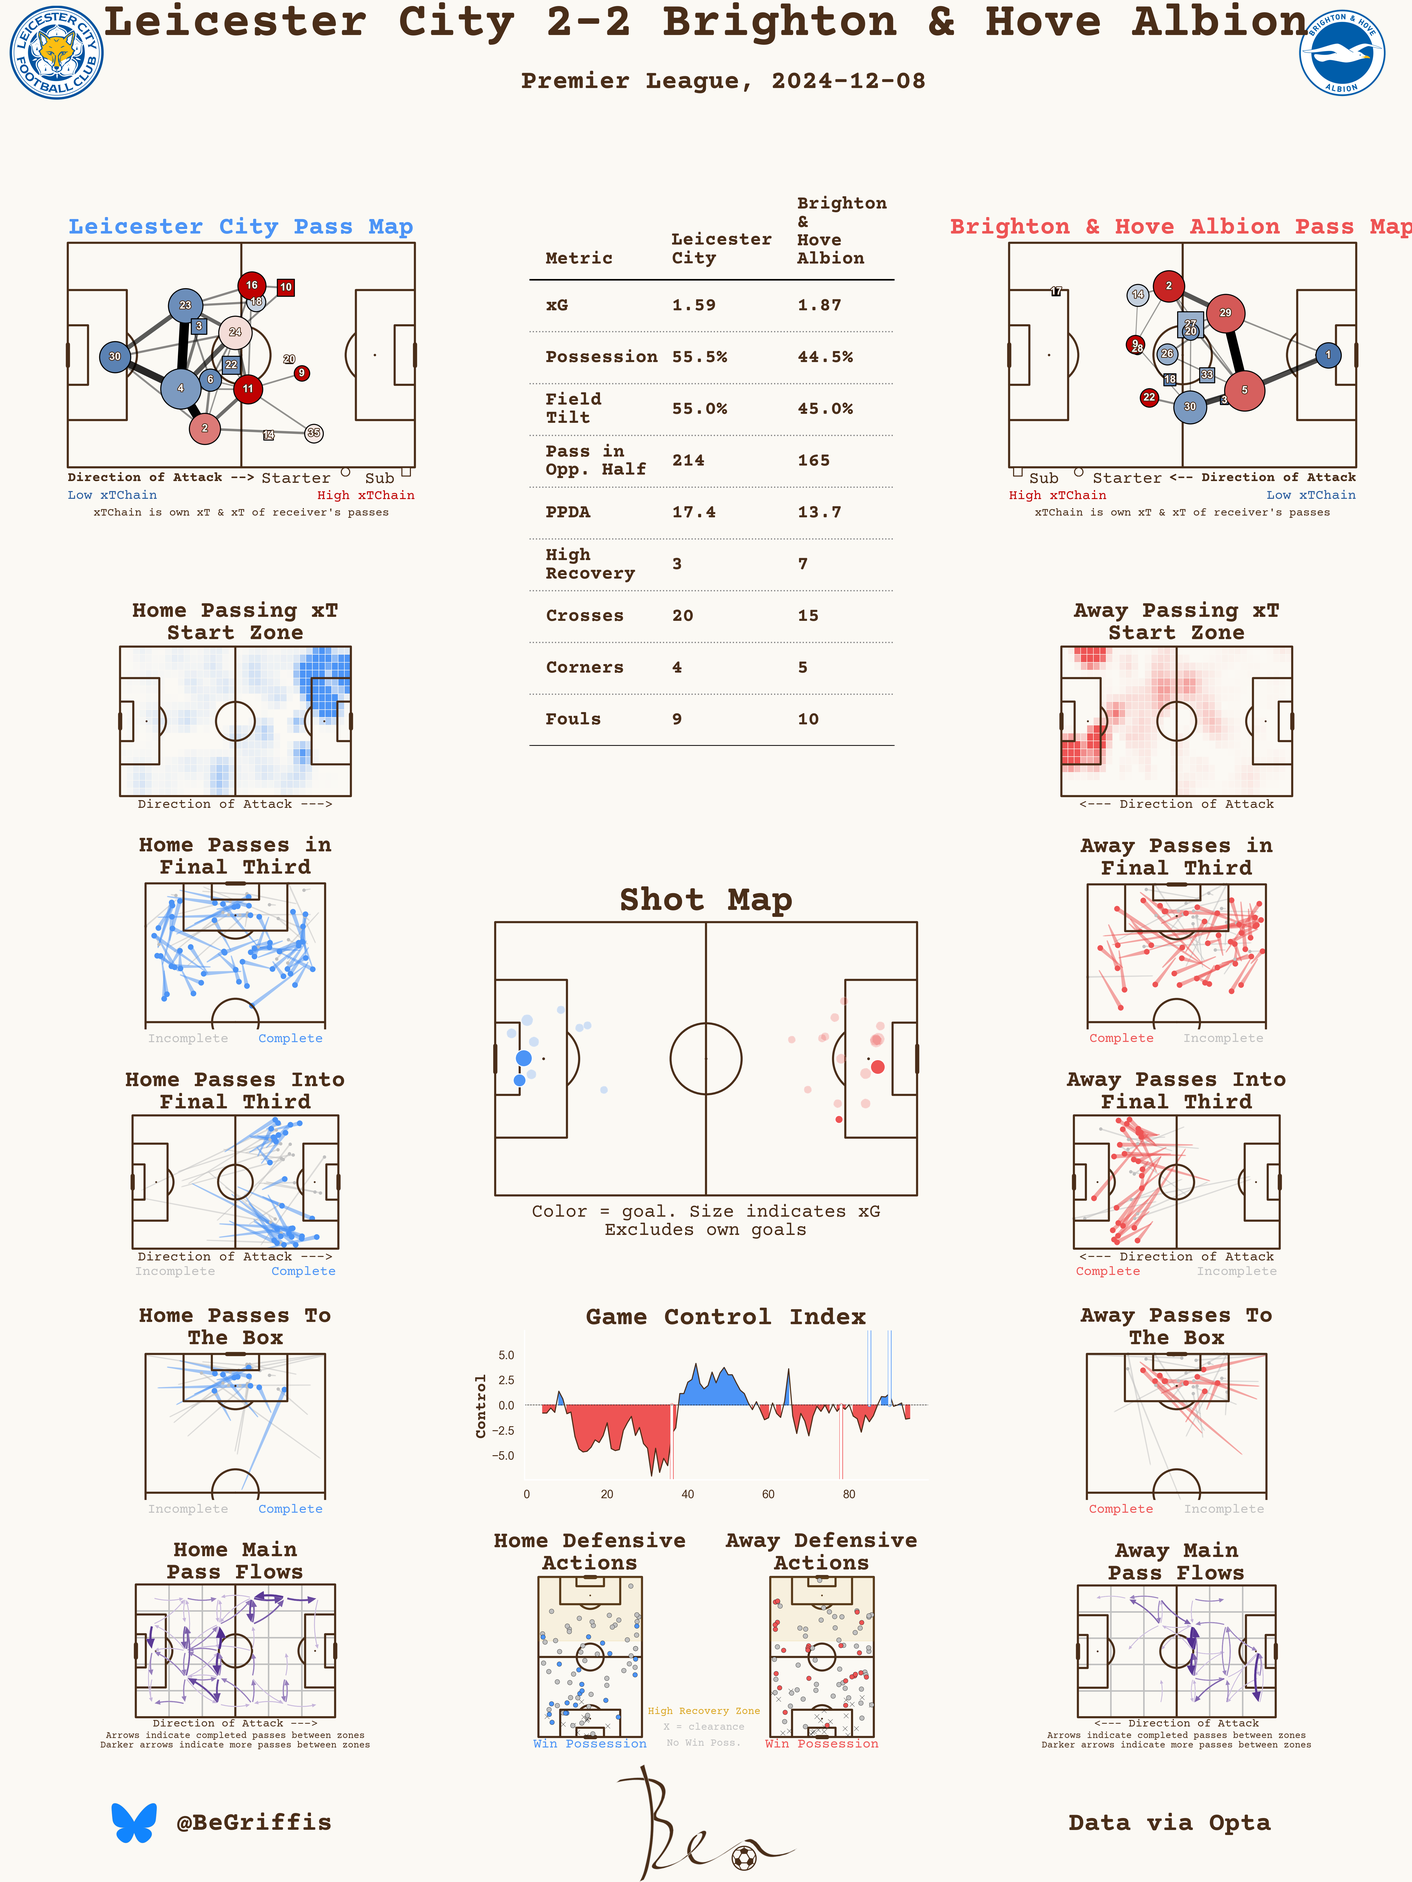 Leicester City 2-2 Brighton & Hove Albion
Premier League, 2024-12-08
LEICESTER CITY
FOOTBALL CLUB
BRIGHTON & HOVE
ALBION
Leicester City Pass Map
16
10
18
23
3
24
30
22
20
9
6
4
11
2
14
35
Direction of Attack --> Starter Sub
Low xTChain High xTChain
xTChain is own xT & xT of receiver's passes
Metric Leicester City Brighton & Hove Albion
xG 1.59 1.87
Possession 55.5% 44.5%
Field Tilt 55.0% 45.0%
Pass in Opp. Half 214 165
PPDA 17.4 13.7
High Recovery 3 7
Crosses 20 15
Corners 4 5
Fouls 9 10
Brighton & Hove Albion Pass Map
17
14
2
29
27
20
9
28
26
1
18
33
5
22
30
3
Sub Starter <-- Direction of Attack
High xTChain Low xTChain
xTChain is own xT & xT of receiver's passes
Home Passing xT
Start Zone
Direction of Attack --->
Away Passing xT
Start Zone
<--- Direction of Attack
Home Passes in
Final Third
Incomplete Complete
Away Passes in
Final Third
Complete Incomplete
Shot Map
Color = goal. Size indicates xG
Excludes own goals
Home Passes Into
Final Third
Direction of Attack --->
Incomplete Complete
Away Passes Into
Final Third
<--- Direction of Attack
Complete Incomplete
Home Passes To
The Box
Incomplete Complete
Game Control Index
Control
5.0
2.5
0.0
−2.5
−5.0
0 20 40 60 80
Away Passes To
The Box
Complete Incomplete
Home Main
Pass Flows
Direction of Attack --->
Arrows indicate completed passes between zones
Darker arrows indicate more passes between zones
Home Defensive
Actions
Win Possession
High Recovery Zone
X = clearance
No Win Poss.
Away Defensive
Actions
Win Possession
Away Main
Pass Flows
<--- Direction of Attack
Arrows indicate completed passes between zones
Darker arrows indicate more passes between zones
@BeGriffis
Ben
Data via Opta